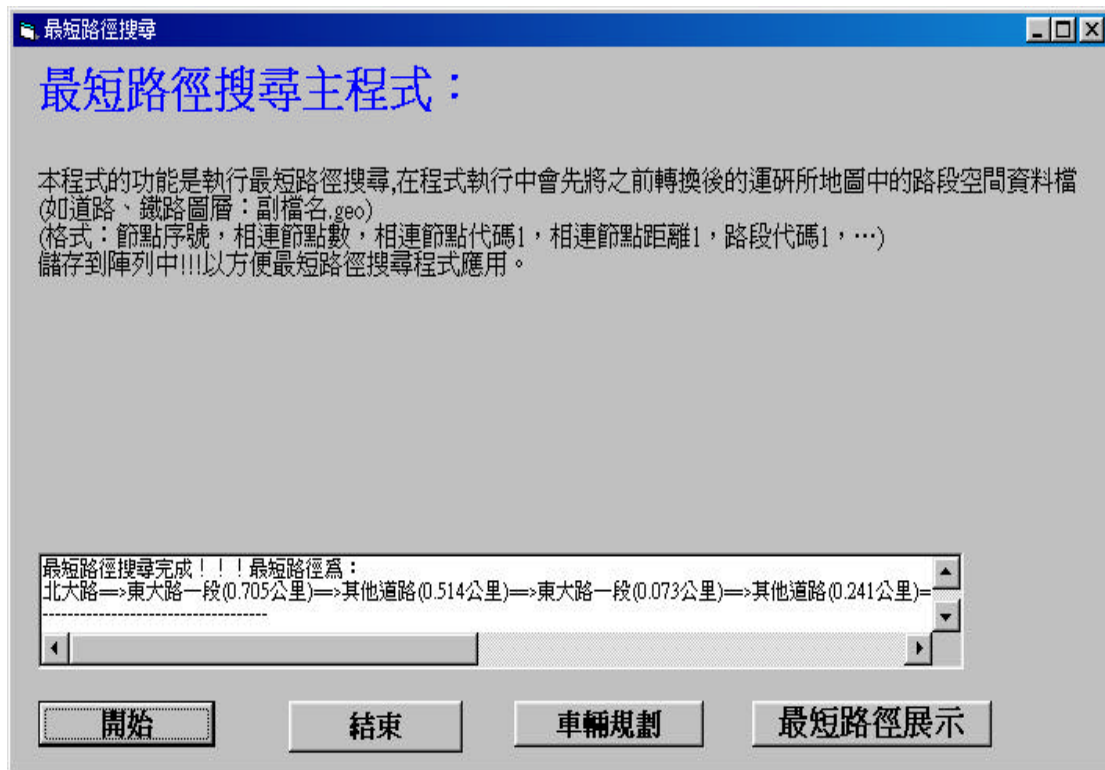 最短路徑搜尋
最短路徑搜尋主程式：
本程式的功能是執行最短路徑搜尋,在程式執行中會先將之前轉換後的運研所地圖中的路段空間資料檔
(如道路、鐵路圖層：副檔名.geo)
(格式：節點序號，相連節點數，相連節點代碼1，相連節點距離1，路段代碼1，…)
儲存到陣列中!!!以方便最短路徑搜尋程式應用。
最短路徑搜尋完成！！！最短路徑爲：
北大路==>東大路一段(0.705公里)==>其他道路(0.514公里)==>東大路一段(0.073公里)==>其他道路(0.241公里)=
--------------------------------
開始
結束
車輛規劃
最短路徑展示